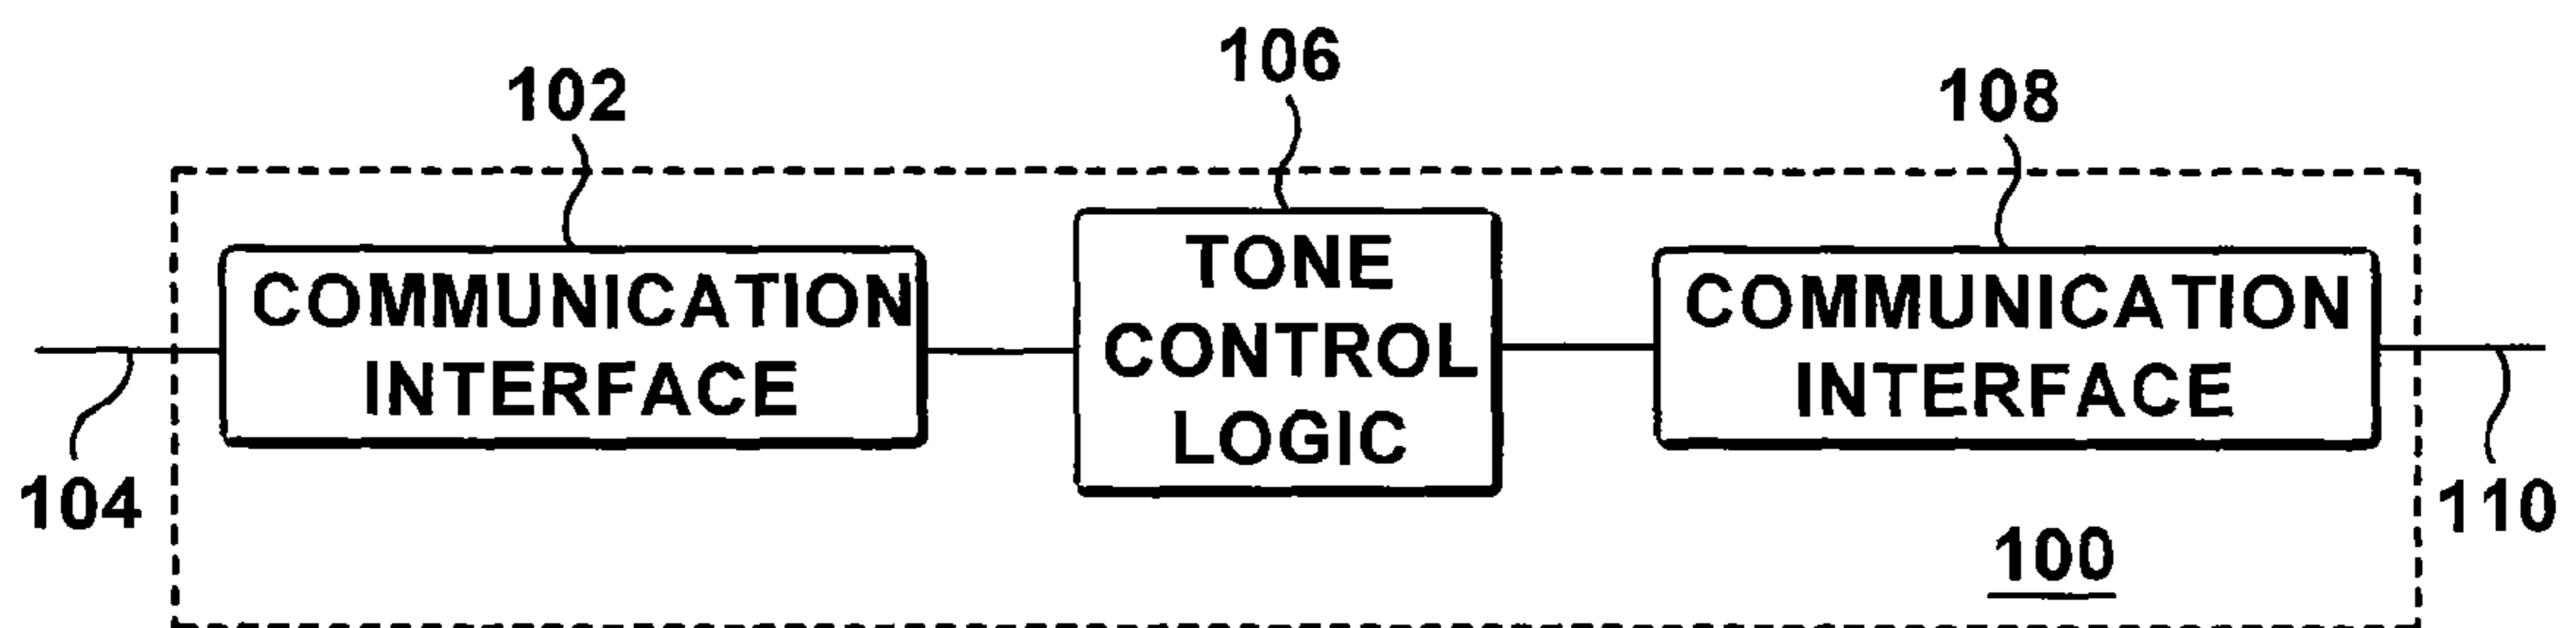 106
102
108
TONE
CONTROL
LOGIC
COMMUNICATION
INTERFACE
COMMUNICATION
INTERFACE
104
110
100